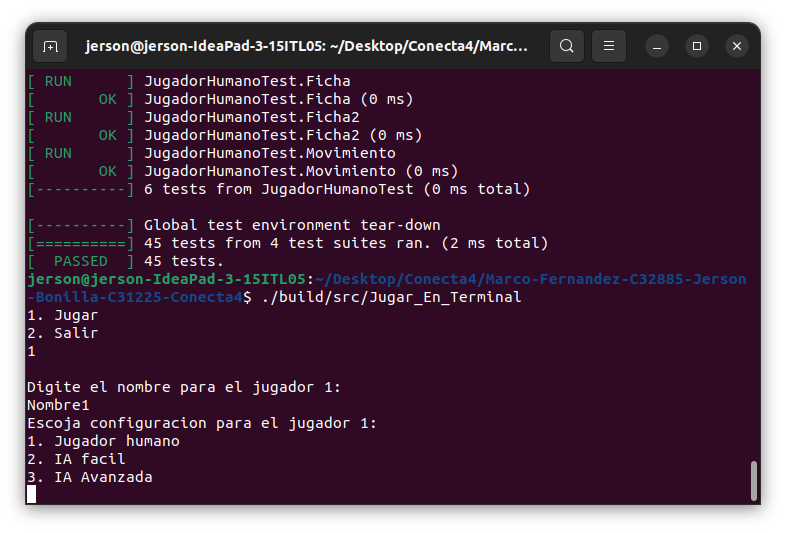 jerson@jerson-IdeaPad-3-15ITL05: ~/Desktop/Conecta4/Marc...
[ RUN      ] JugadorHumanoTest.Ficha
[       OK ] JugadorHumanoTest.Ficha (0 ms)
[ RUN      ] JugadorHumanoTest.Ficha2
[       OK ] JugadorHumanoTest.Ficha2 (0 ms)
[ RUN      ] JugadorHumanoTest.Movimiento
[       OK ] JugadorHumanoTest.Movimiento (0 ms)
[----------] 6 tests from JugadorHumanoTest (0 ms total)

[----------] Global test environment tear-down
[==========] 45 tests from 4 test suites ran. (2 ms total)
[  PASSED  ] 45 tests.
jerson@jerson-IdeaPad-3-15ITL05:~/Desktop/Conecta4/Marco-Fernandez-C32885-Jerson
-Bonilla-C31225-Conecta4$ ./build/src/Jugar_En_Terminal
1. Jugar
2. Salir
1

Digite el nombre para el jugador 1:
Nombre1
Escoja configuracion para el jugador 1:
1. Jugador humano
2. IA facil
3. IA Avanzada